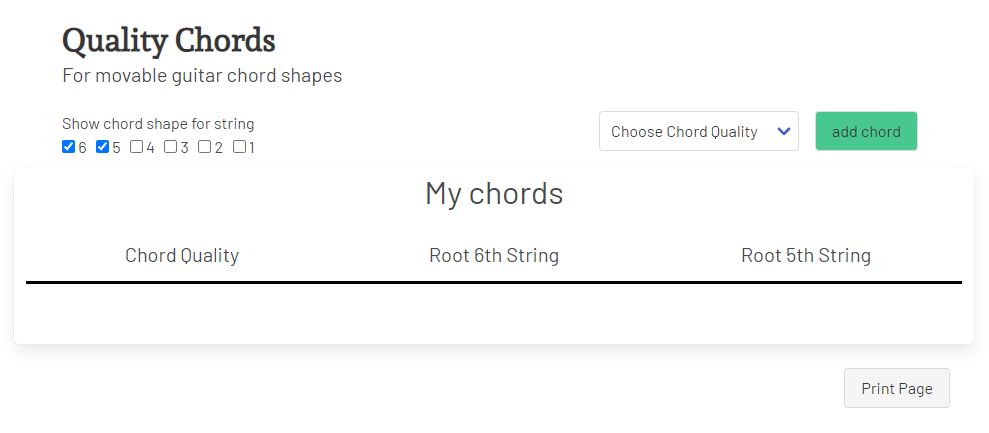 Quality Chords
For movable guitar chord shapes
Show chord shape for string
6 5 4 3 2 1
Choose Chord Quality
add chord
My chords
Chord Quality Root 6th String Root 5th String
Print Page